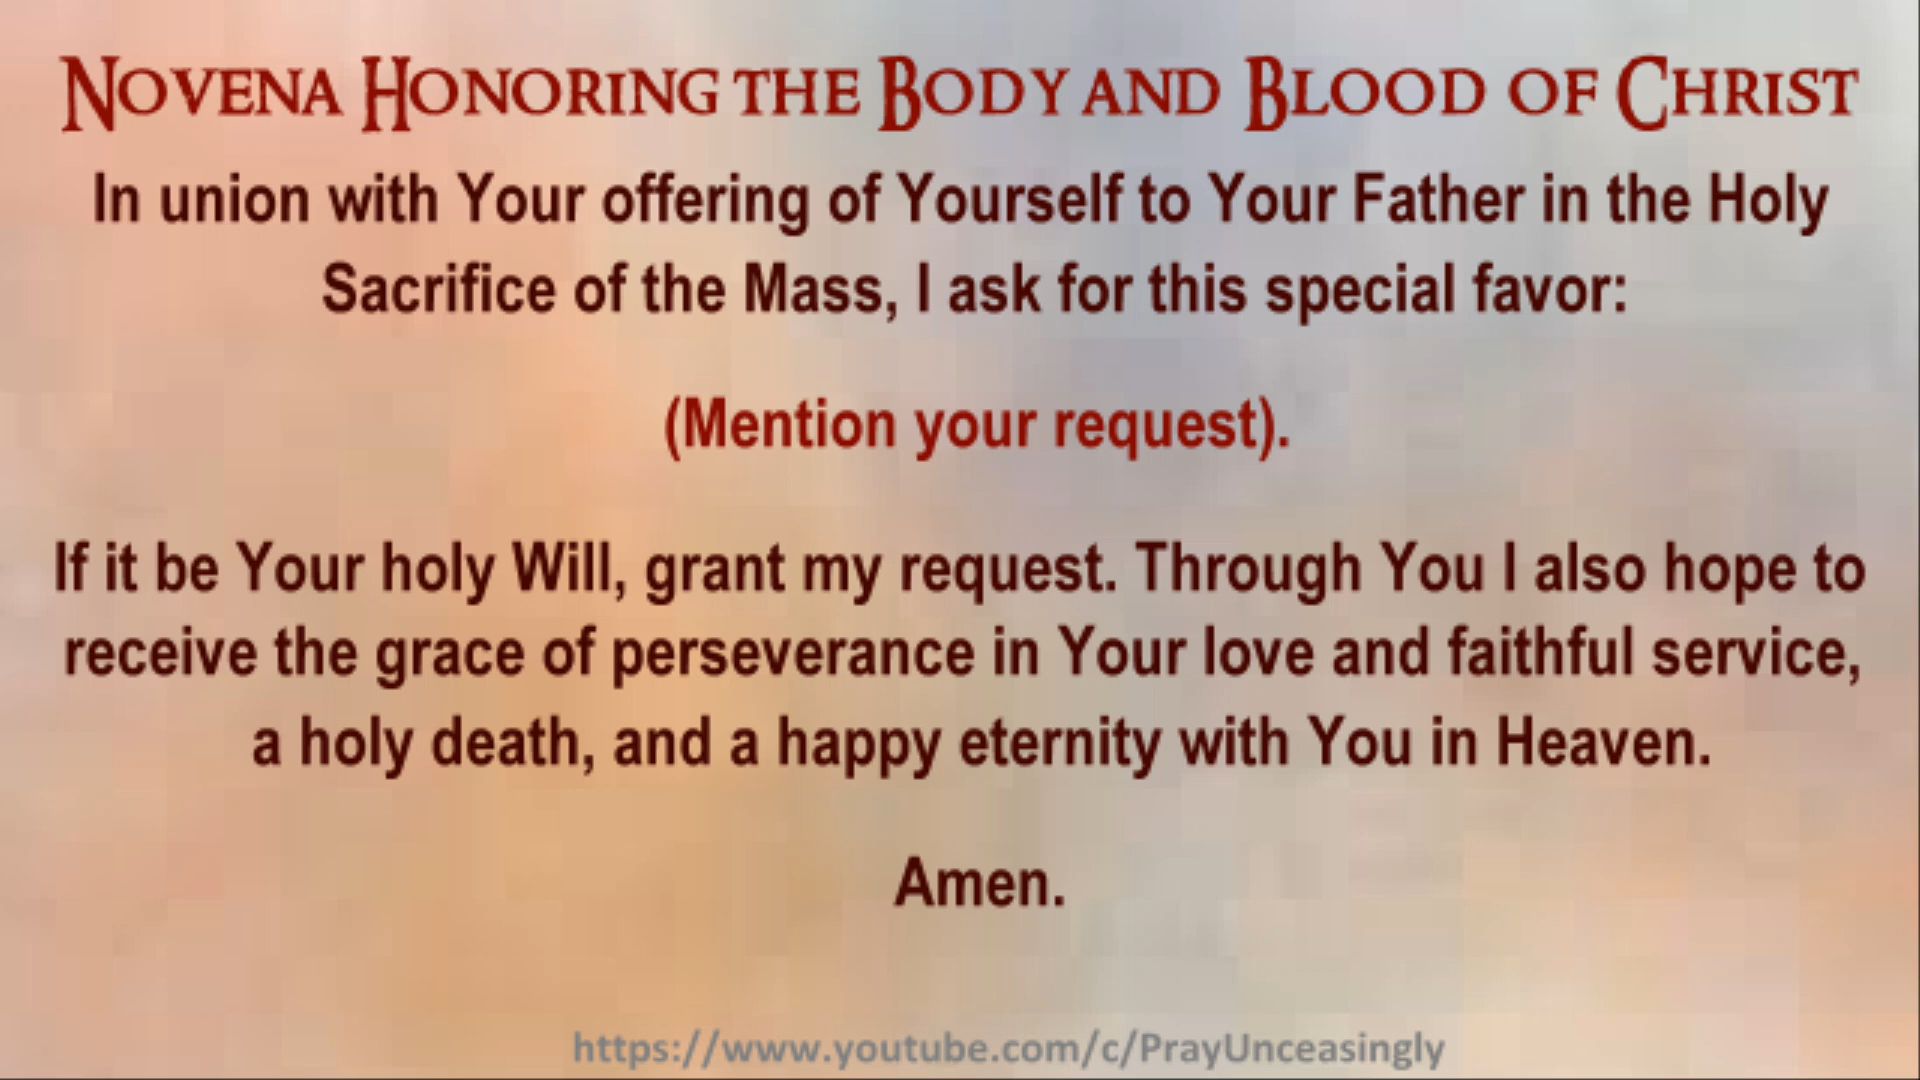 Novena Honoring the Body and Blood of Christ
In union with Your offering of Yourself to Your Father in the Holy
Sacrifice of the Mass, I ask for this special favor:
(Mention your request).
If it be Your holy Will, grant my request. Through You I also hope to
receive the grace of perseverance in Your love and faithful service,
a holy death, and a happy eternity with You in Heaven.
Amen.
https://www.youtube.com/c/PrayUnceasingly